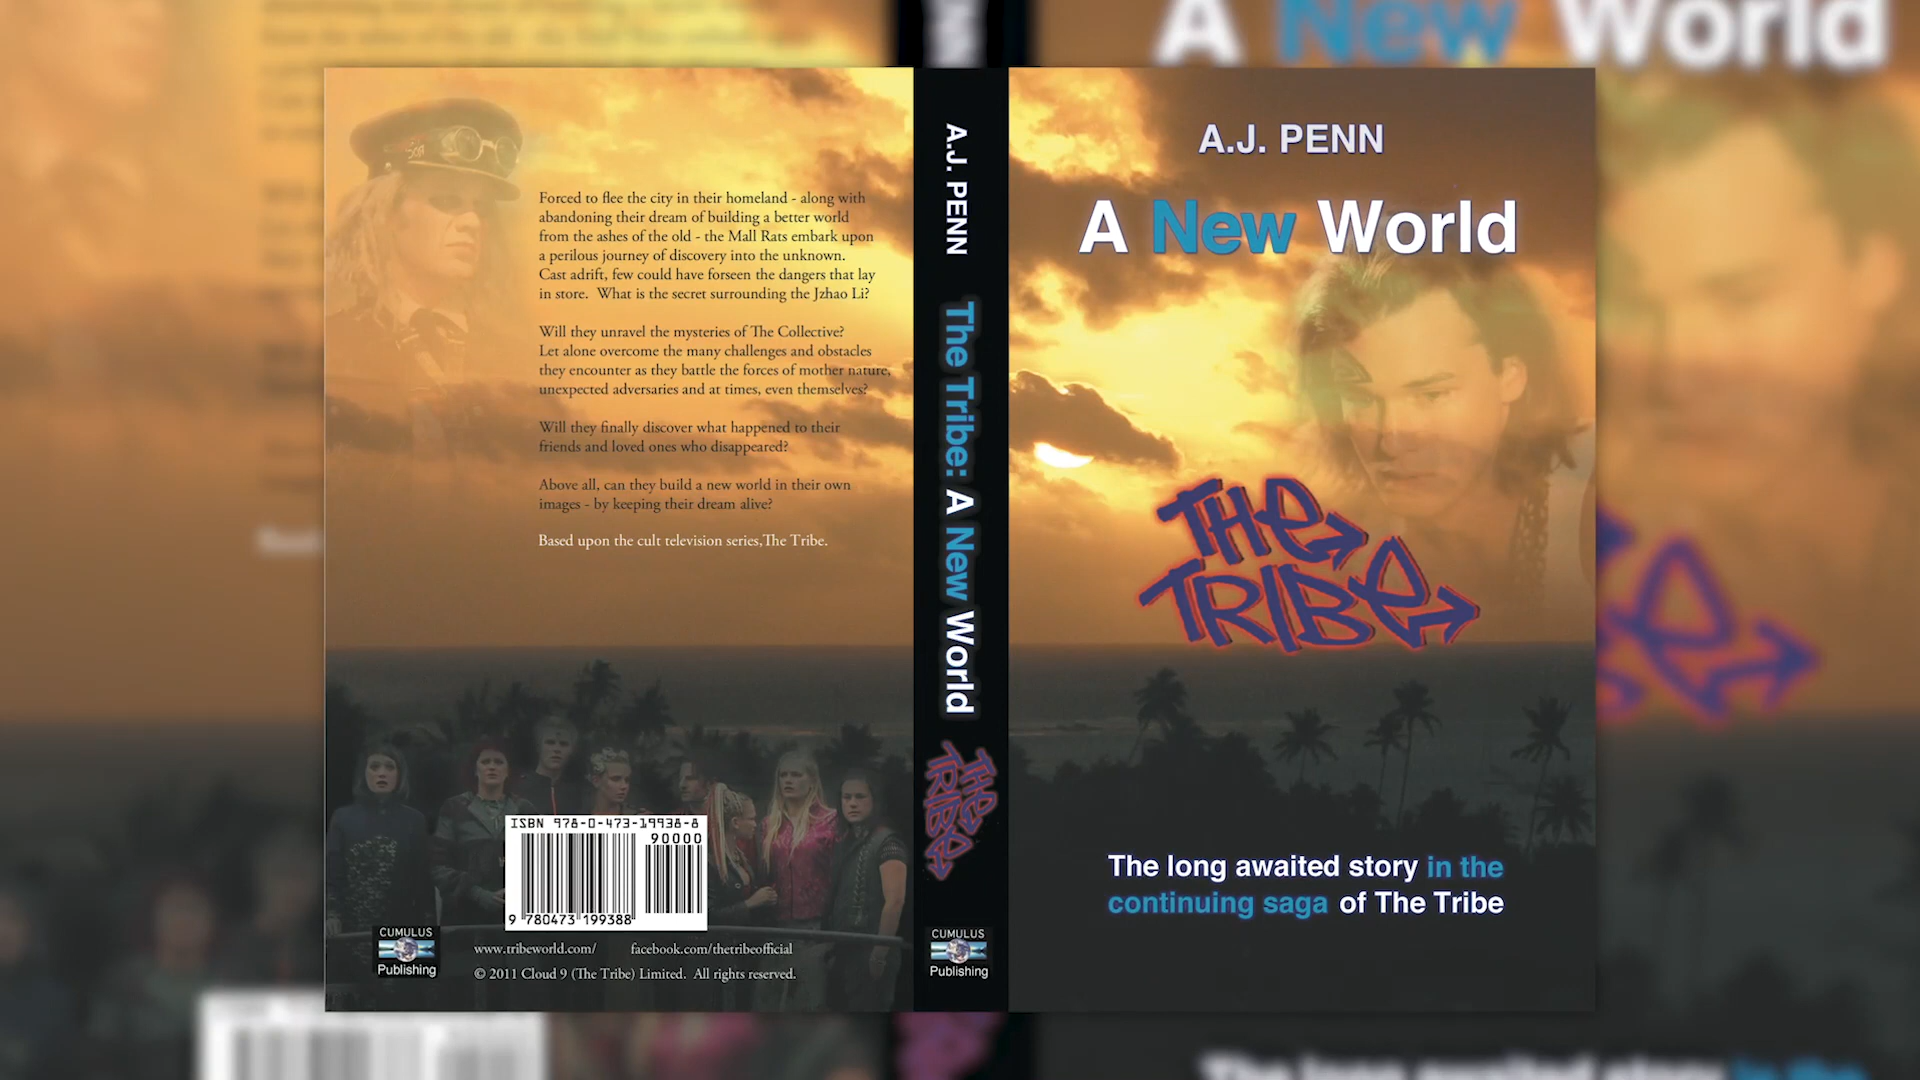 Forced to flee the city in their homeland - along with
abandoning their dream of building a better world
from the ashes of the old - the Mall Rats embark upon
a perilous journey of discovery into the unknown.
Cast adrift, few could have forseen the dangers that lay
in store.  What is the secret surrounding the Jzhao Li?
Will they unravel the mysteries of The Collective?
Let alone overcome the many challenges and obstacles
they encounter as they battle the forces of mother nature,
unexpected adversaries and at times, even themselves?
Will they finally discover what happened to their
friends and loved ones who disappeared?
Above all, can they build a new world in their own
images - by keeping their dream alive?
Based upon the cult television series,The Tribe.
ISBN 978-0-473-19938-8
90000
9 780473 199388
CUMULUS
Publishing
www.tribeworld.com/
facebook.com/thetribeofficial
© 2011 Cloud 9 (The Tribe) Limited.  All rights reserved.
A.J. PENN
The Tribe: A New World
THE
TRIBE
CUMULUS
Publishing
A.J. PENN
A New World
THE
TRIBE
The long awaited story in the
continuing saga of The Tribe
A New World